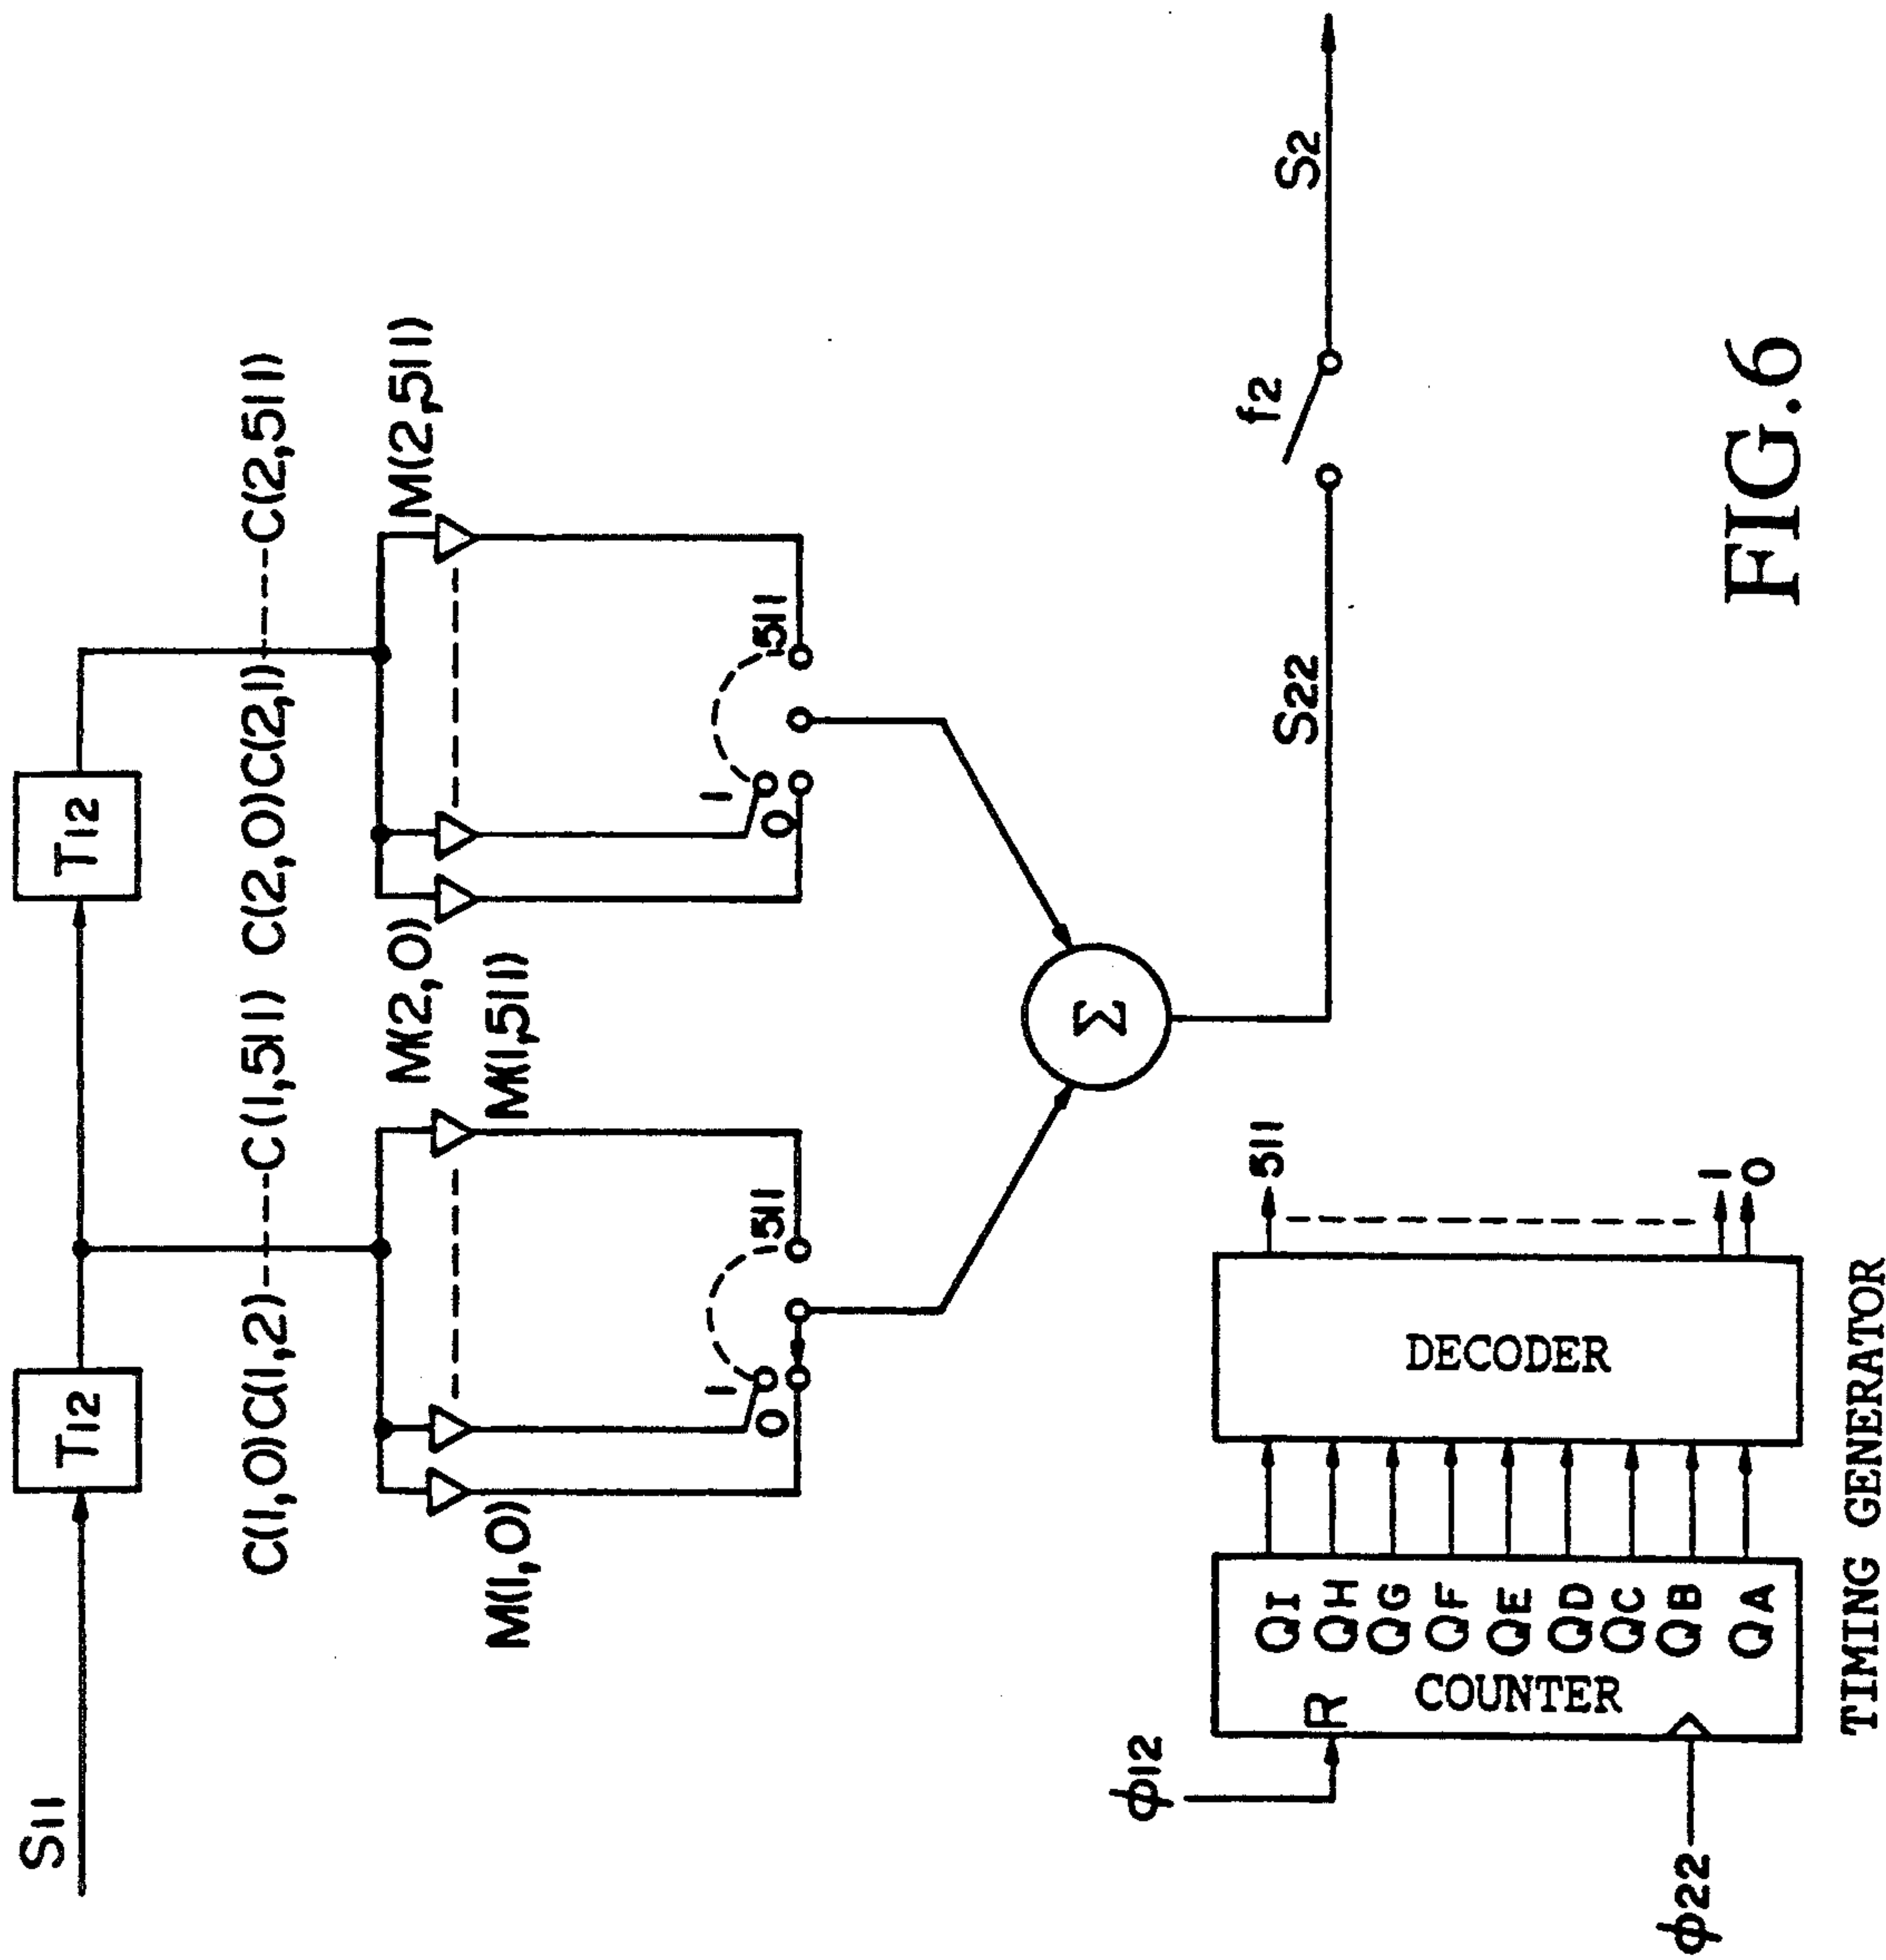 S11
T12
T12
C(1,0)C(1,2)----C(1,511) C(2,0)C(2,1)----C(2,511)
M(2,0)
M(2,511)
M(1,0)
M(1,511)
1
0
511
1
0
511
Σ
S22
f2
S2
ϕ12
ϕ22
R
COUNTER
QI
QH
QG
QF
QE
QD
QC
QB
QA
DECODER
511
1
0
TIMING GENERATOR
FIG.6